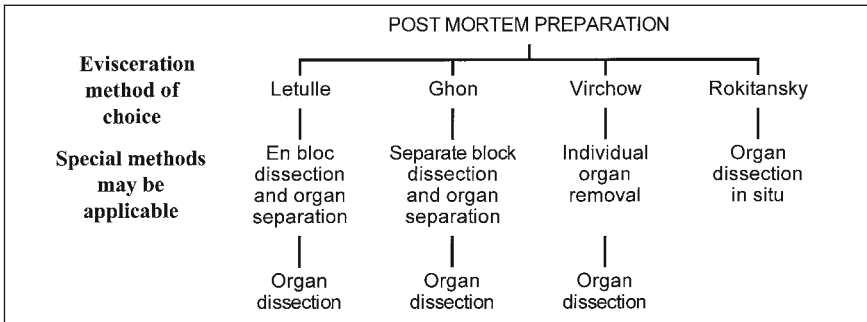 POST MORTEM PREPARATION
Evisceration
method of
choice
Letulle
Ghon
Virchow
Rokitansky
Special methods
may be
applicable
En bloc
dissection
and organ
separation
Separate block
dissection
and organ
separation
Individual
organ
removal
Organ
dissection
in situ
Organ
dissection
Organ
dissection
Organ
dissection